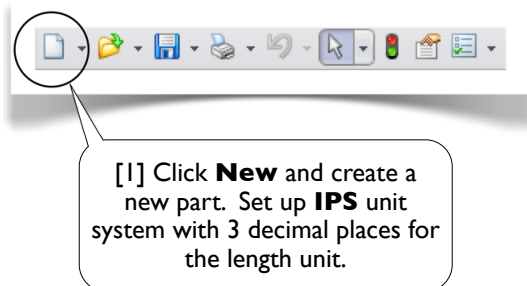 [1] Click New and create a
new part. Set up IPS unit
system with 3 decimal places for
the length unit.